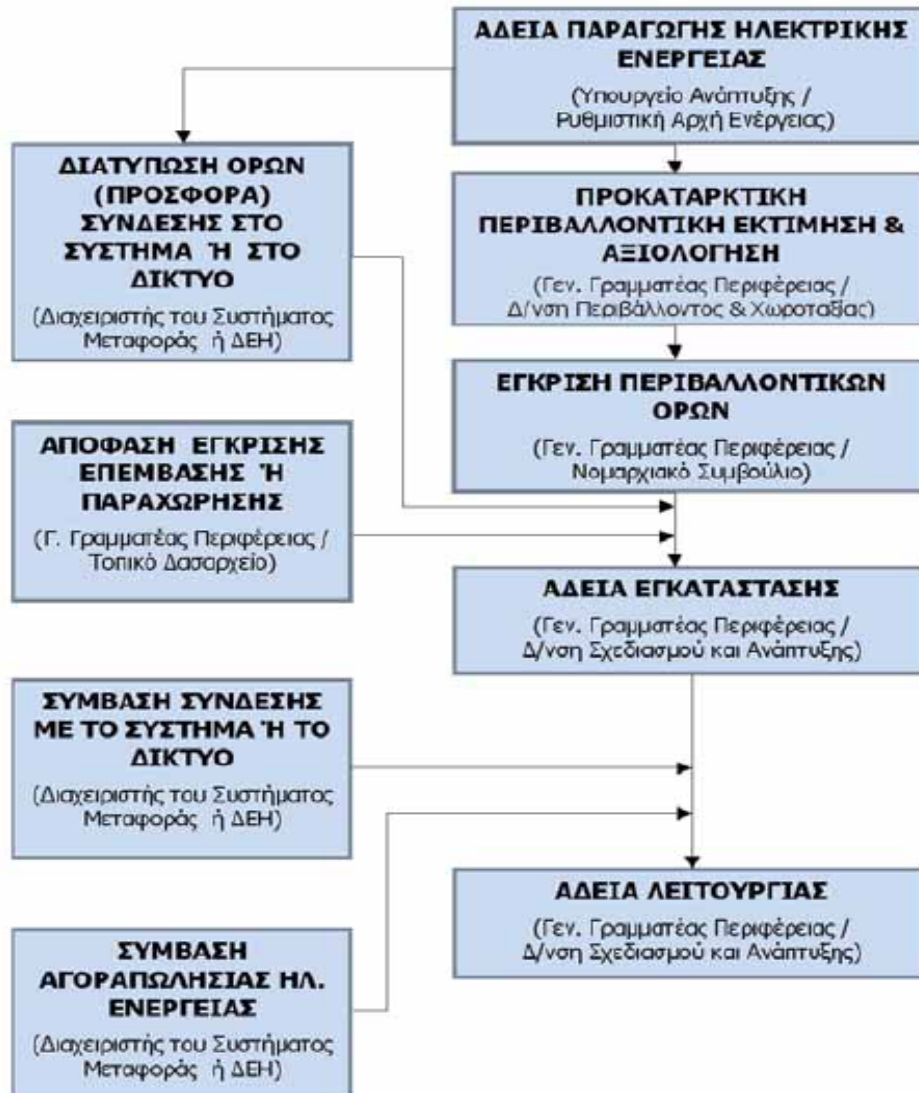 ΑΔΕΙΑ ΠΑΡΑΓΩΓΗΣ ΗΛΕΚΤΡΙΚΗΣ
ΕΝΕΡΓΕΙΑΣ
(Υπουργείο Ανάπτυξης /
Ρυθμιστική Αρχή Ενέργειας)
ΔΙΑΤΥΠΩΣΗ ΟΡΩΝ
(ΠΡΟΣΦΟΡΑ)
ΣΥΝΔΕΣΗΣ ΣΤΟ
ΣΥΣΤΗΜΑ Ή ΣΤΟ
ΔΙΚΤΥΟ
(Διαχειριστής του Συστήματος
Μεταφοράς ή ΔΕΗ)
ΠΡΟΚΑΤΑΡΚΤΙΚΗ
ΠΕΡΙΒΑΛΛΟΝΤΙΚΗ ΕΚΤΙΜΗΣΗ &
ΑΞΙΟΛΟΓΗΣΗ
(Γεν. Γραμματέας Περιφέρειας /
Δ/νση Περιβάλλοντος & Χωροταξίας)
ΕΓΚΡΙΣΗ ΠΕΡΙΒΑΛΛΟΝΤΙΚΩΝ
ΟΡΩΝ
(Γεν. Γραμματέας Περιφέρειας /
Νομαρχιακό Συμβούλιο)
ΑΠΟΦΑΣΗ ΕΓΚΡΙΣΗΣ
ΕΠΕΜΒΑΣΗΣ Ή
ΠΑΡΑΧΩΡΗΣΗΣ
(Γ. Γραμματέας Περιφέρειας /
Τοπικό Δασαρχείο)
ΑΔΕΙΑ ΕΓΚΑΤΑΣΤΑΣΗΣ
(Γεν. Γραμματέας Περιφέρειας /
Δ/νση Σχεδιασμού και Ανάπτυξης)
ΣΥΜΒΑΣΗ ΣΥΝΔΕΣΗΣ
ΜΕ ΤΟ ΣΥΣΤΗΜΑ Ή ΤΟ
ΔΙΚΤΥΟ
(Διαχειριστής του Συστήματος
Μεταφοράς ή ΔΕΗ)
ΑΔΕΙΑ ΛΕΙΤΟΥΡΓΙΑΣ
(Γεν. Γραμματέας Περιφέρειας /
Δ/νση Σχεδιασμού και Ανάπτυξης)
ΣΥΜΒΑΣΗ
ΑΓΟΡΑΠΩΛΗΣΙΑΣ ΗΛ.
ΕΝΕΡΓΕΙΑΣ
(Διαχειριστής του Συστήματος
Μεταφοράς ή ΔΕΗ)